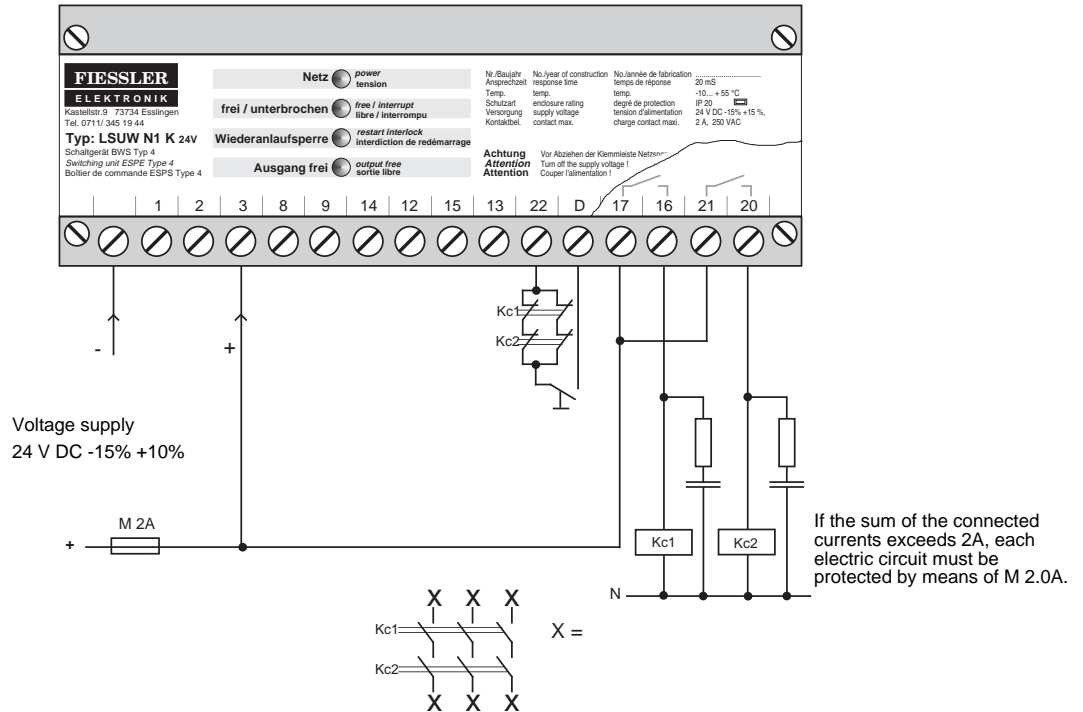 FIESSLER
ELEKTRONIK
Kastellstr.9 73734 Esslingen
Tel. 0711/ 345 19 44
Typ: LSUW N1 K 24V
Schaltgerät BWS Typ 4
Switching unit ESPE Type 4
Boîtier de commande ESPS Type 4
Netz power
tension
frei / unterbrochen free / interrupt
libre / interrompu
Wiederanlaufsperre restart interlock
interdiction de redémarrage
Ausgang frei output free
sortie libre
Nr./Baujahr No./year of construction No./année de fabrication ..............................
Ansprechzeit response time temps de réponse 20 mS
Temp. temp. temp. -10... + 55 °C
Schutzart enclosure rating degré de protection IP 20
Versorgung supply voltage tension d'alimentation 24 V DC -15% +15 %,
Kontaktbel. contact max. charge contact maxi. 2 A, 250 VAC
Achtung Vor Abziehen der Klemmleiste
Attention Turn off the supply voltage !
Attention Couper l'alimentation !
1 2 3 8 9 14 12 15 13 22 D 17 16 21 20
Kc1
Kc2
- +
Voltage supply
24 V DC -15% +10%
M 2A
+
Kc1 Kc2
If the sum of the connected
currents exceeds 2A, each
electric circuit must be
protected by means of M 2.0A.
N
X X X
Kc1
X =
Kc2
X X X